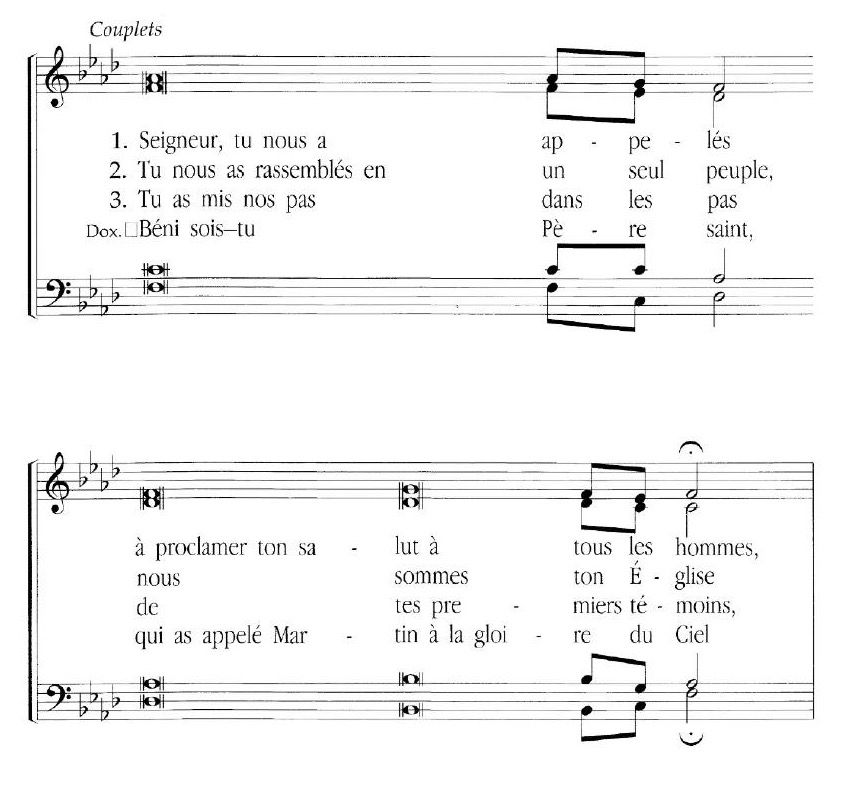 Couplets
1. Seigneur, tu nous a ap - pe - lés
2. Tu nous as rassemblés en un seul peuple,
3. Tu as mis nos pas dans les pas
Dox. □Béni sois–tu Pè - re saint,
à proclamer ton sa - lut à tous les hommes,
nous sommes ton É - glise
de tes pre - miers té - moins,
qui as appelé Mar - tin à la gloi - re du Ciel